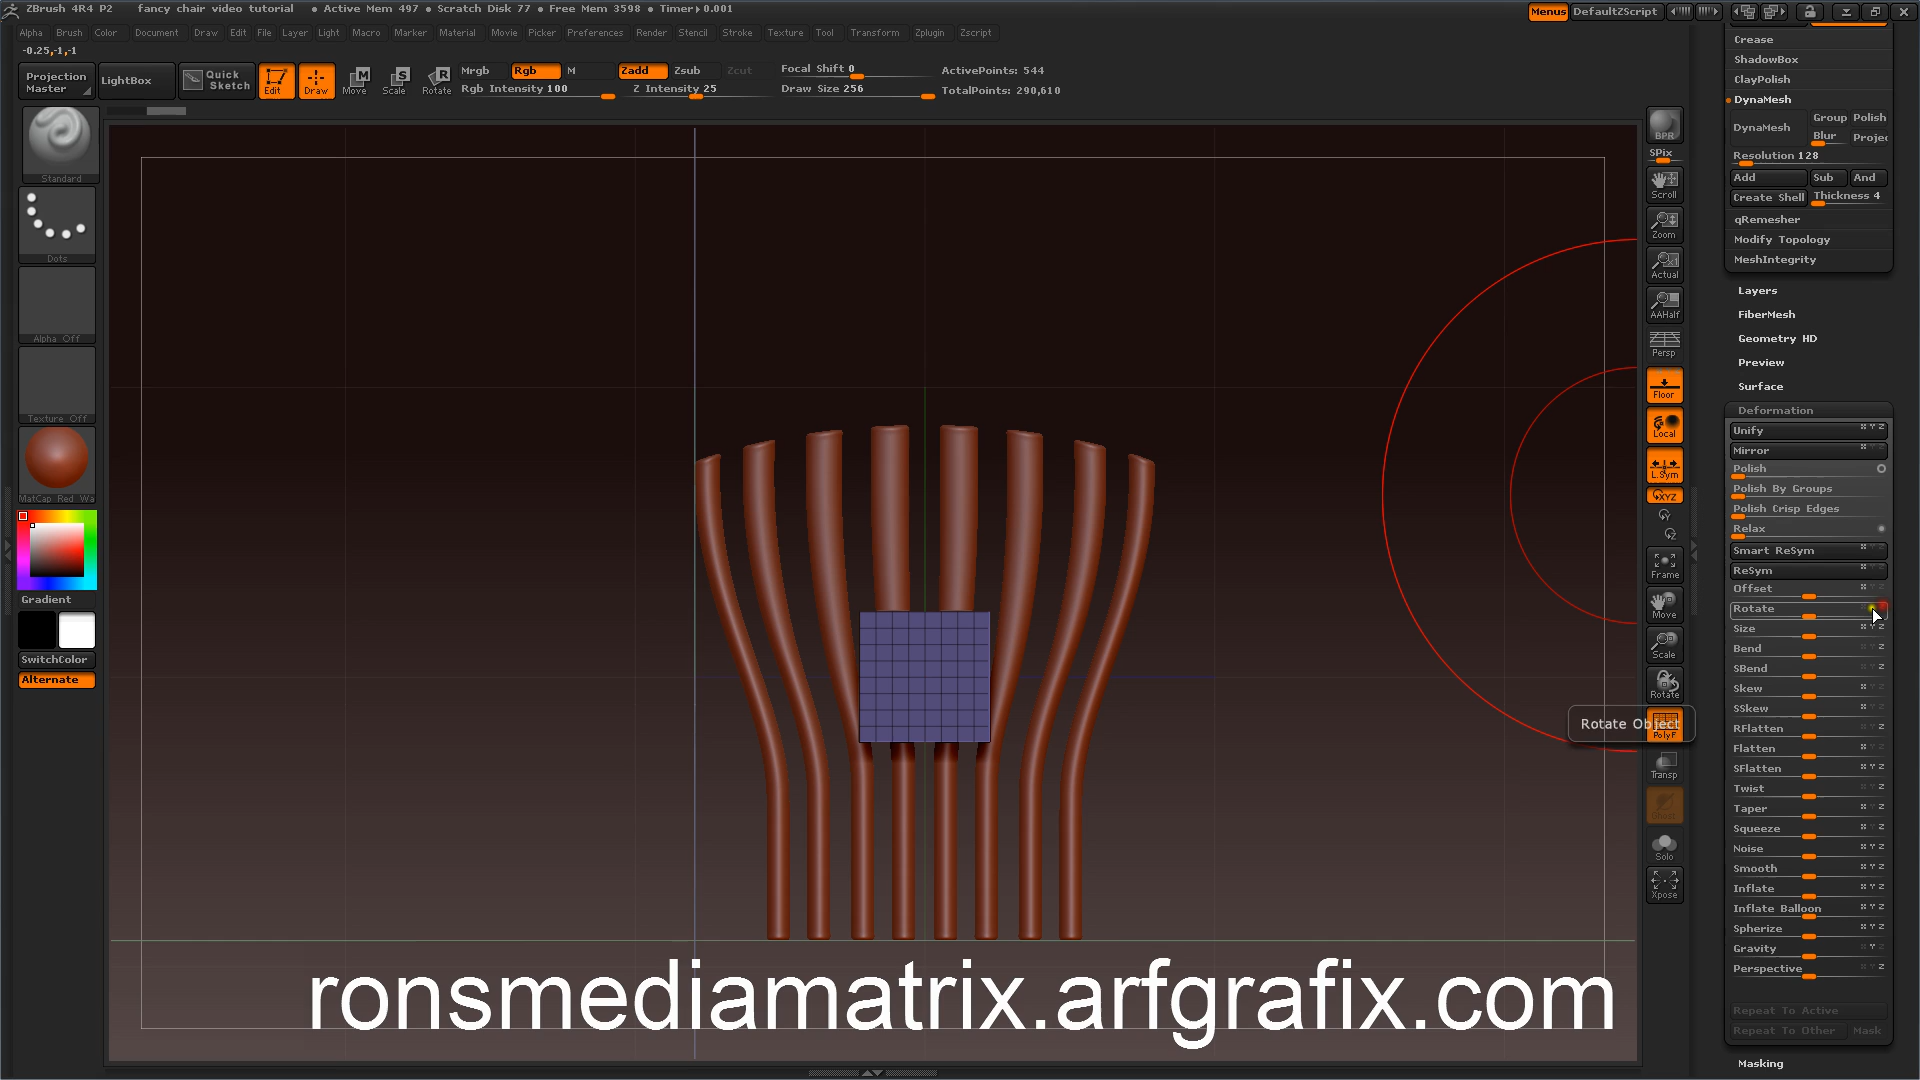 ZBrush 4R4 P2 fancy chair video tutorial • Active Mem 497 • Scratch Disk 77 • Free Mem 3598 • Timer▶0.001 Menus DefaultZScript
Alpha Brush Color Document Draw Edit File Layer Light Macro Marker Material Movie Picker Preferences Render Stencil Stroke Texture Tool Transform Zplugin Zscript
-0.25,-1,-1
Projection Master
LightBox
Quick Sketch
Edit
Draw
Move
Scale
Rotate
Mrgb Rgb M
Rgb Intensity 100
Zadd Zsub Zcut
Z Intensity 25
Focal Shift 0
Draw Size 256
ActivePoints: 544
TotalPoints: 290,610
Standard
Dots
Alpha Off
Texture Off
MatCap Red Wa
Gradient
SwitchColor
Alternate
BPR
SPix
Scroll
Zoom
Actual
AAHalf
Persp
Floor
Local
L.Sym
XYZ
Frame
Move
Scale
Rotate
PolyF
Transp
Solo
Xpose
Rotate Object
Crease
ShadowBox
ClayPolish
DynaMesh
DynaMesh
Group Polish
Blur Projec
Resolution 128
Add Sub And
Create Shell Thickness 4
qRemesher
Modify Topology
MeshIntegrity
Layers
FiberMesh
Geometry HD
Preview
Surface
Deformation
Unify
Mirror
Polish
Polish By Groups
Polish Crisp Edges
Relax
Smart ReSym
ReSym
Offset
Rotate
Size
Bend
SBend
Skew
SSkew
RFlatten
Flatten
SFlatten
Twist
Taper
Squeeze
Noise
Smooth
Inflate
Inflate Balloon
Spherize
Gravity
Perspective
Repeat To Active
Repeat To Other Mask
Masking
ronsmediamatrix.arfgrafix.com